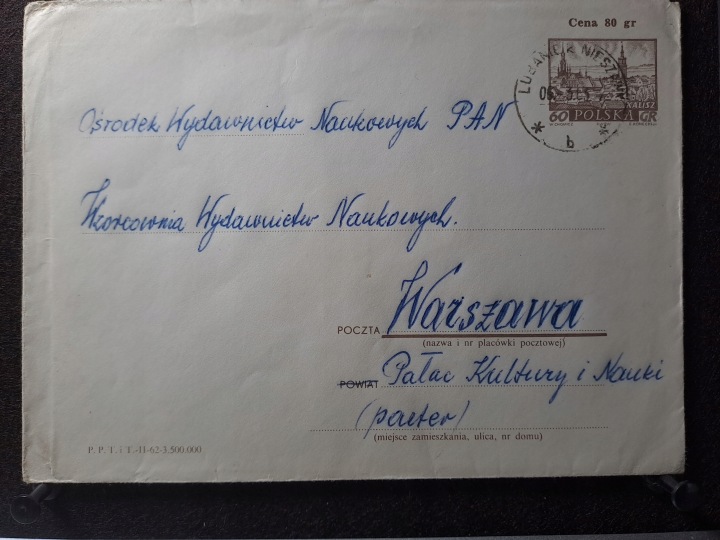 Cena 80 gr
KALISZ
60 POLSKA GR
b
Ośrodek Wydawnictw Naukowych PAN
Wzorcownia Wydawnictw Naukowych.
POCZTA Warszawa
(nazwa i nr placówki pocztowej)
POWIAT Pałac Kultury i Nauki
(parter)
(miejsce zamieszkania, ulica, nr domu)
P. P. T. i T.-II-62-3.500.000